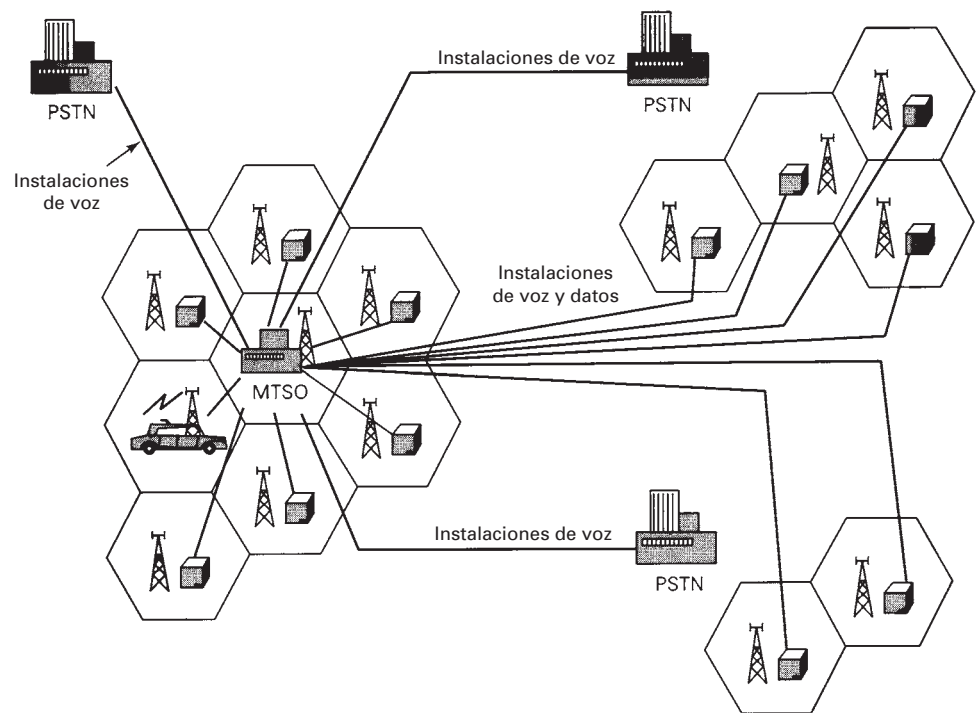 Instalaciones de voz
PSTN
PSTN
Instalaciones
de voz
Instalaciones
de voz y datos
MTSO
Instalaciones de voz
PSTN